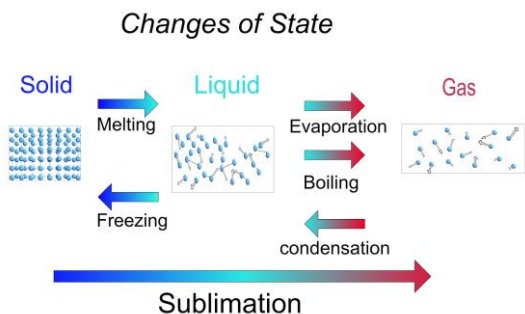 Changes of State
Solid
Liquid
Gas
Melting
Evaporation
Boiling
Freezing
condensation
Sublimation